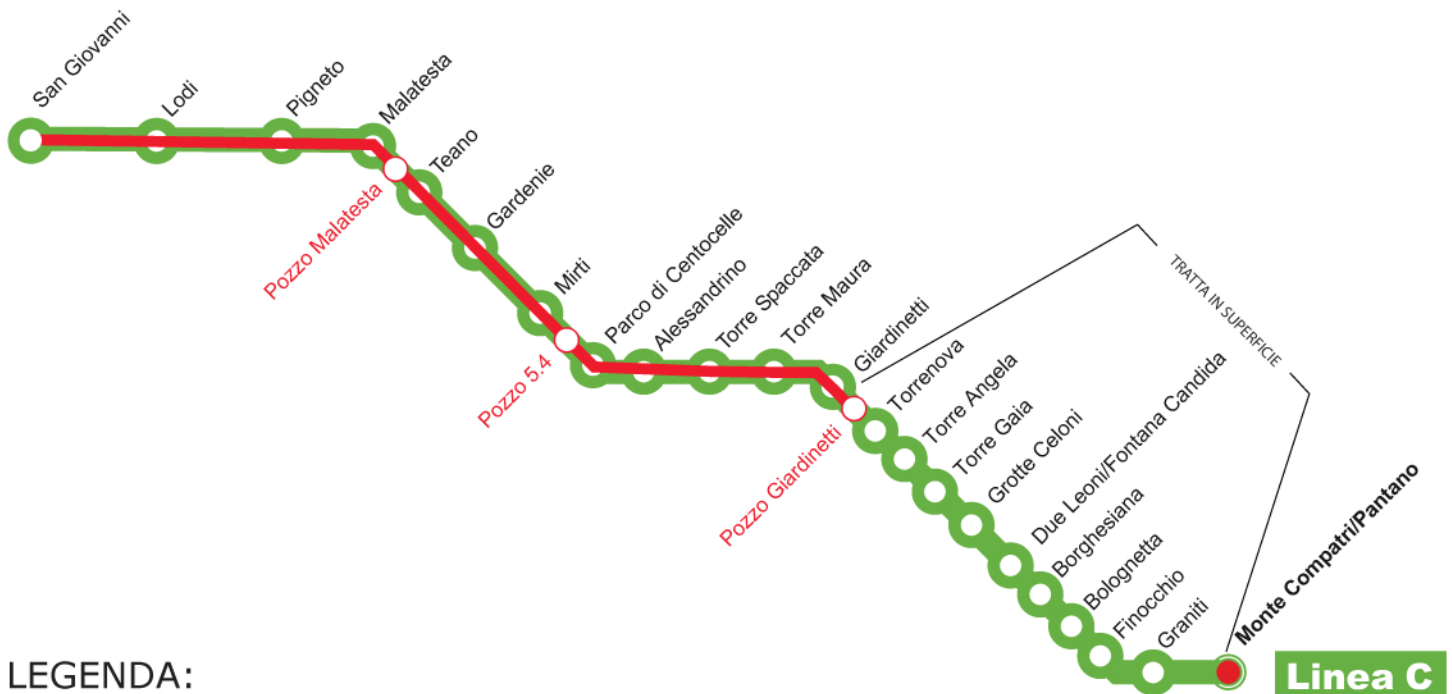 San Giovanni
Lodi
Pigneto
Malatesta
Pozzo Malatesta
Teano
Gardenie
Mirti
Pozzo 5.4
Parco di Centocelle
Alessandrino
Torre Spaccata
Torre Maura
Giardinetti
Pozzo Giardinetti
TRATTA IN SUPERFICIE
Torrenova
Torre Angela
Torre Gaia
Grotte Celoni
Due Leoni/Fontana Candida
Borghesiana
Bolognetta
Finocchio
Graniti
Monte Compatri/Pantano
LEGENDA:
Linea C